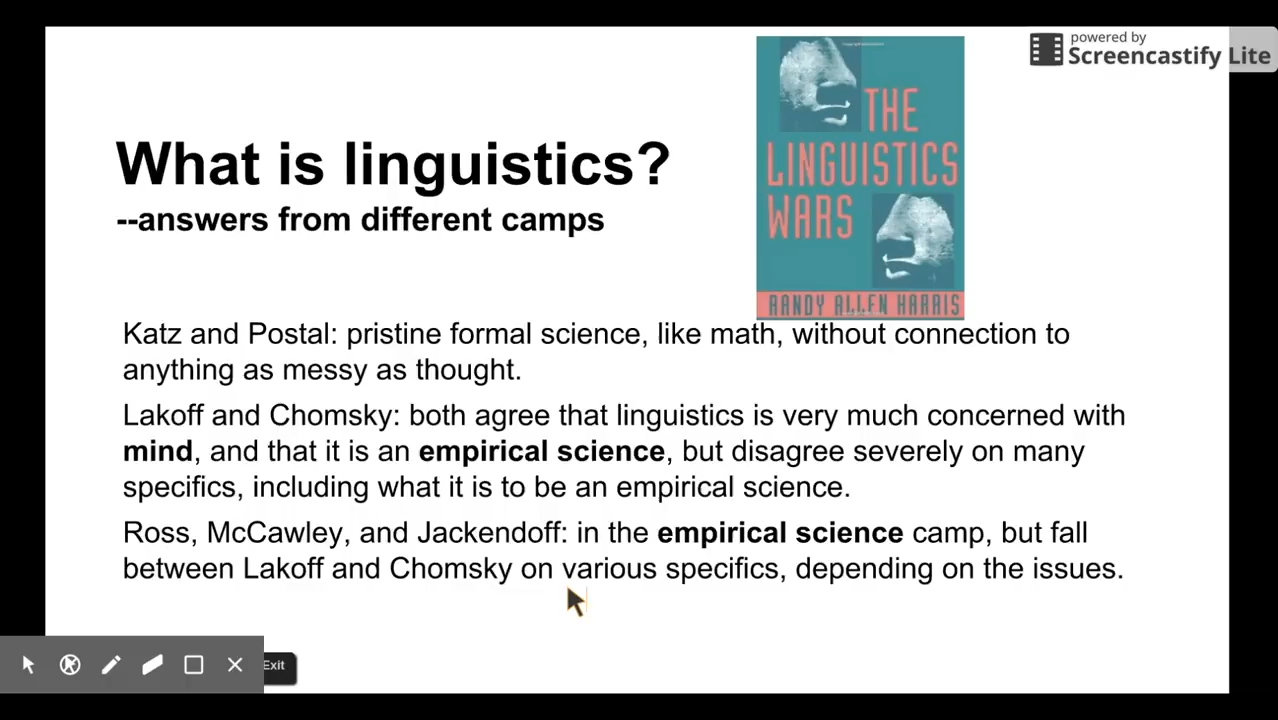 powered by
Screencastify Lite
THE
LINGUISTICS
WARS
RANDY ALLEN HARRIS
What is linguistics?
--answers from different camps
Katz and Postal: pristine formal science, like math, without connection to
anything as messy as thought.
Lakoff and Chomsky: both agree that linguistics is very much concerned with
mind, and that it is an empirical science, but disagree severely on many
specifics, including what it is to be an empirical science.
Ross, McCawley, and Jackendoff: in the empirical science camp, but fall
between Lakoff and Chomsky on various specifics, depending on the issues.
Exit